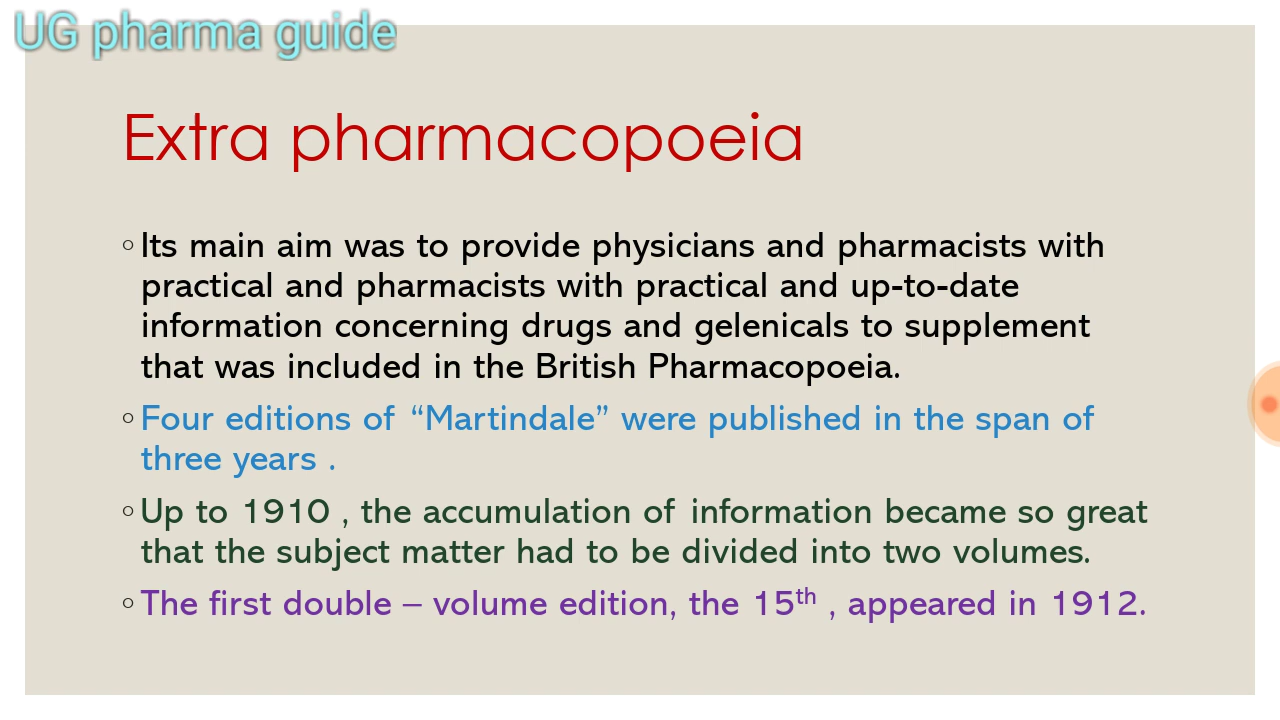 UG pharma guide
Extra pharmacopoeia
◦ Its main aim was to provide physicians and pharmacists with
practical and pharmacists with practical and up-to-date
information concerning drugs and gelenicals to supplement
that was included in the British Pharmacopoeia.
◦ Four editions of “Martindale” were published in the span of
three years .
◦ Up to 1910 , the accumulation of information became so great
that the subject matter had to be divided into two volumes.
◦ The first double – volume edition, the 15th , appeared in 1912.